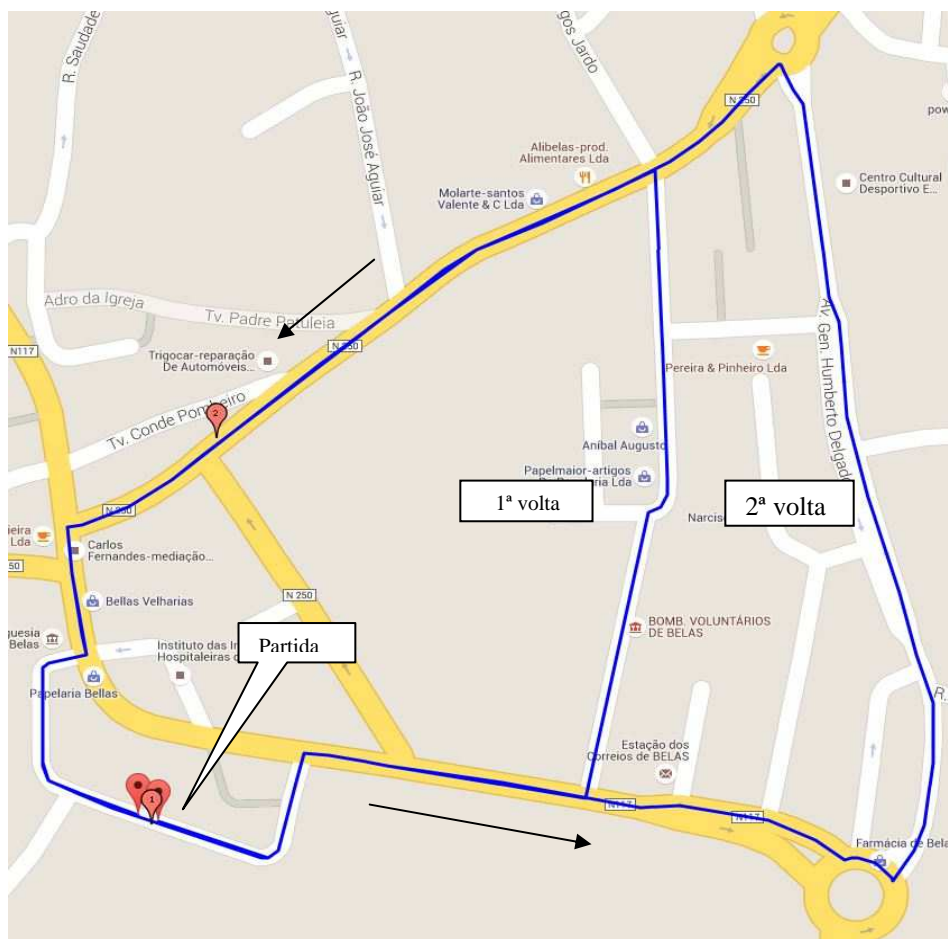 R. Saudade
guiar
R. João José Aguiar
gos Jardo
N 250
pow
Alibelas-prod.
Alimentares Lda
Molarte-santos
Valente & C Lda
Centro Cultural
Desportivo E...
Adro da Igreja
Tv. Padre Patuleia
N117
Trigocar-reparação
De Automóveis...
N 250
Av. Gen. Humberto Delgado
Pereira & Pinheiro Lda
Tv. Conde Pombeiro
2
Aníbal Augusto
Papelmaior-artigos
De Papelaria Lda
1ª volta
2ª volta
Narcis
N 250
ieira
Lda
Carlos
Fernandes-mediação...
50
Bellas Velharias
N 250
BOMB. VOLUNTÁRIOS
DE BELAS
guesia
Belas
Instituto das Ir
Hospitaleiras d
Partida
Papelaria Bellas
R.
Estação dos
Correios de BELAS
1
N117
N117
Farmácia de Bela